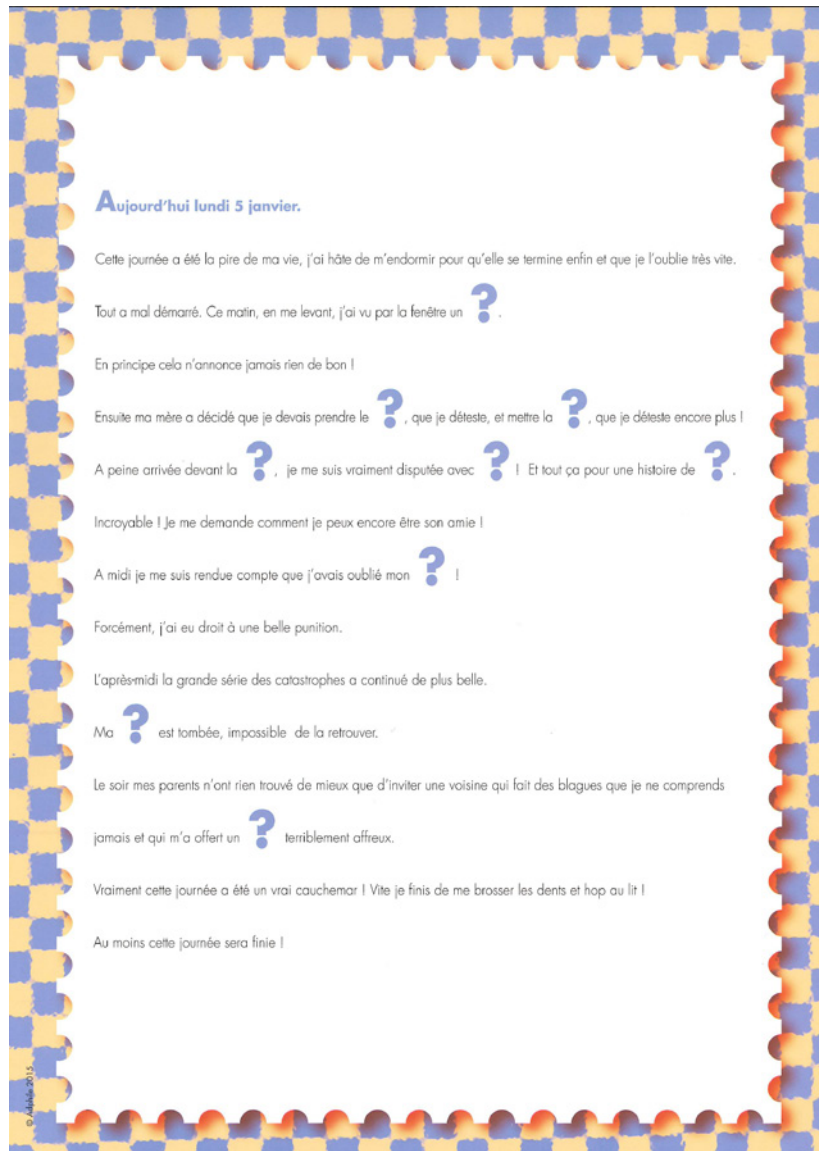 Aujourd'hui lundi 5 janvier.
Cette journée a été la pire de ma vie, j'ai hâte de m'endormir pour qu'elle se termine enfin et que je l'oublie très vite.
Tout a mal démarré. Ce matin, en me levant, j'ai vu par la fenêtre un ?.
En principe cela n'annonce jamais rien de bon !
Ensuite ma mère a décidé que je devais prendre le ?, que je déteste, et mettre la ?, que je déteste encore plus !
A peine arrivée devant la ?, je me suis vraiment disputée avec ? ! Et tout ça pour une histoire de ?.
Incroyable ! Je me demande comment je peux encore être son amie !
A midi je me suis rendue compte que j'avais oublié mon ? !
Forcément, j'ai eu droit à une belle punition.
L'après-midi la grande série des catastrophes a continué de plus belle.
Ma ? est tombée, impossible de la retrouver.
Le soir mes parents n'ont rien trouvé de mieux que d'inviter une voisine qui fait des blagues que je ne comprends
jamais et qui m'a offert un ? terriblement affreux.
Vraiment cette journée a été un vrai cauchemar ! Vite je finis de me brosser les dents et hop au lit !
Au moins cette journée sera finie !
© Adjelis 2015